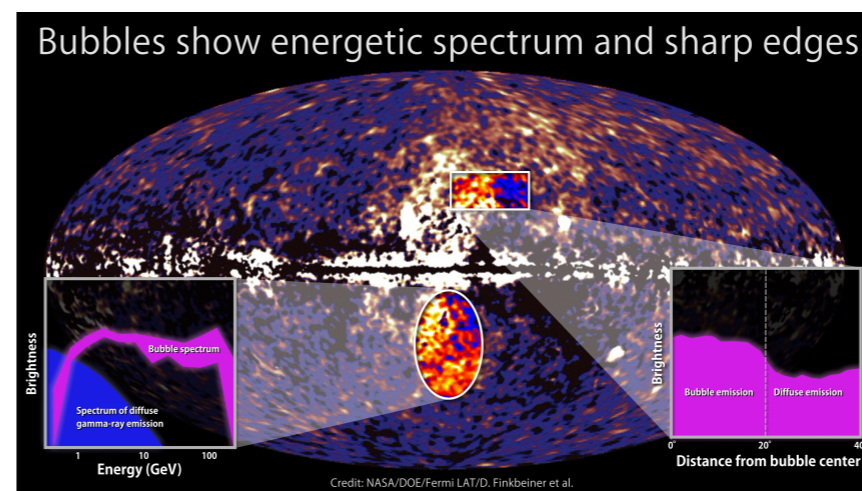 Bubbles show energetic spectrum and sharp edges
Brightness
Bubble spectrum
Spectrum of diffuse
gamma-ray emission
1 10 100
Energy (GeV)
Brightness
Bubble emission Diffuse emission
0° 20°
Distance from bubble center
Credit: NASA/DOE/Fermi LAT/D. Finkbeiner et al.